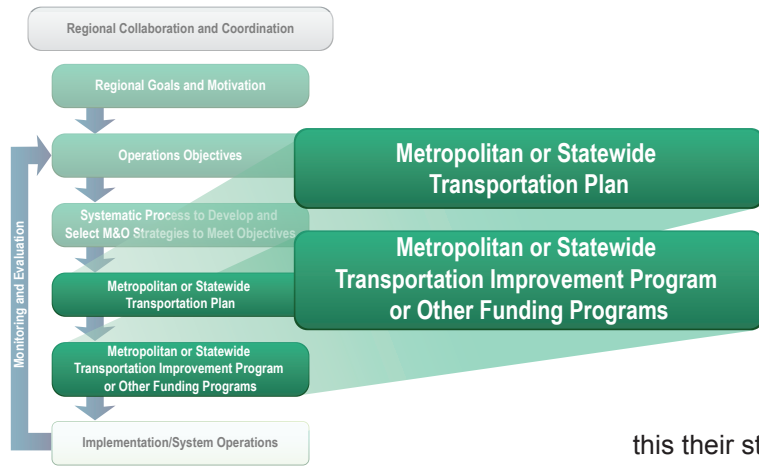 Regional Collaboration and Coordination
Regional Goals and Motivation
Operations Objectives
Systematic Process to Develop and
Select M&O Strategies to Meet Objectives
Metropolitan or Statewide
Transportation Plan
Metropolitan or Statewide
Transportation Improvement Program
or Other Funding Programs
Implementation/System Operations
Monitoring and Evaluation
Metropolitan or Statewide
Transportation Plan
Metropolitan or Statewide
Transportation Improvement Program
or Other Funding Programs
this their